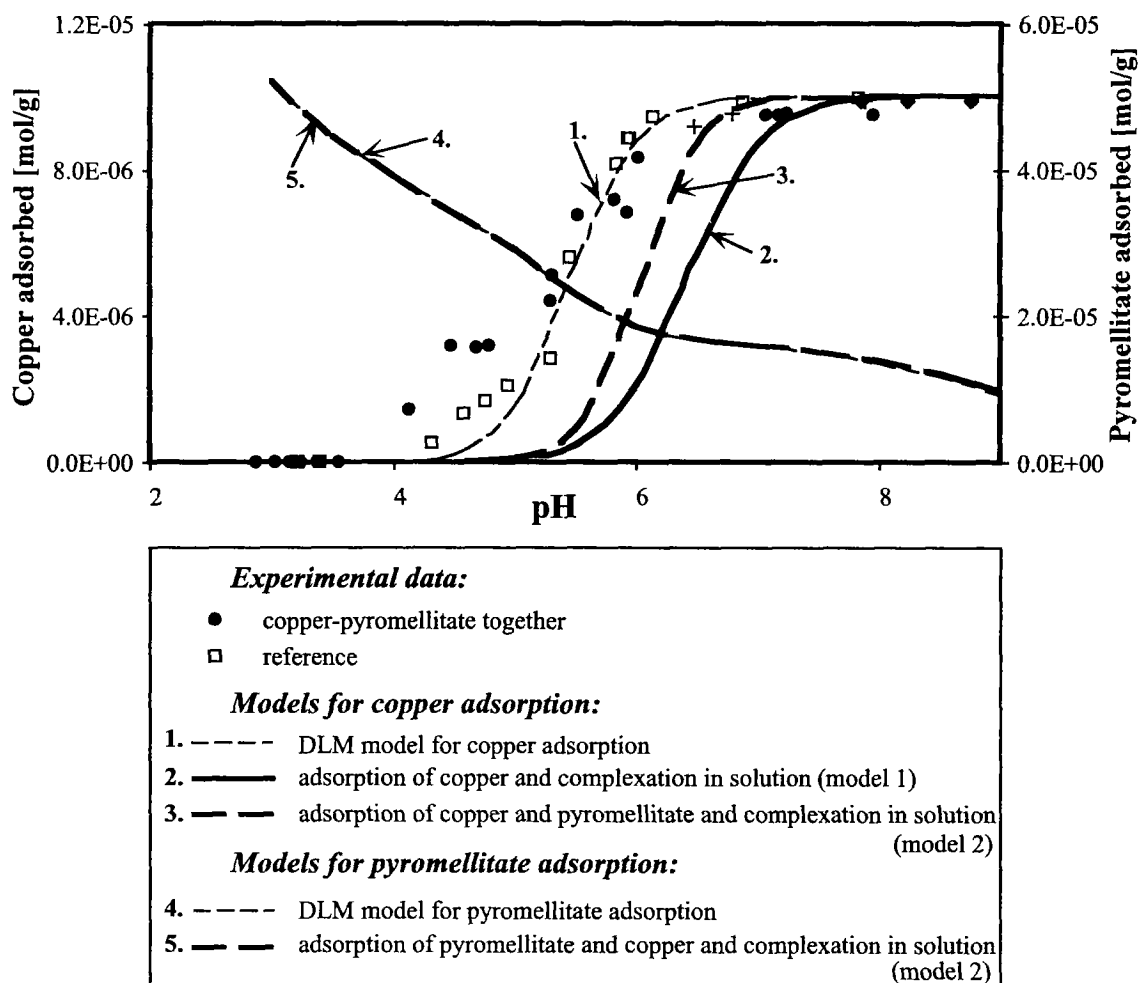 1.2E-05
8.0E-06
4.0E-06
0.0E+00
Copper adsorbed [mol/g]
6.0E-05
4.0E-05
2.0E-05
0.0E+00
Pyromellitate adsorbed [mol/g]
1.
4.
5.
3.
2.
2
4
6
8
pH
Experimental data:
copper-pyromellitate together
reference
Models for copper adsorption:
1. DLM model for copper adsorption
2. adsorption of copper and complexation in solution (model 1)
3. adsorption of copper and pyromellitate and complexation in solution
(model 2)
Models for pyromellitate adsorption:
4. DLM model for pyromellitate adsorption
5. adsorption of pyromellitate and copper and complexation in solution
(model 2)